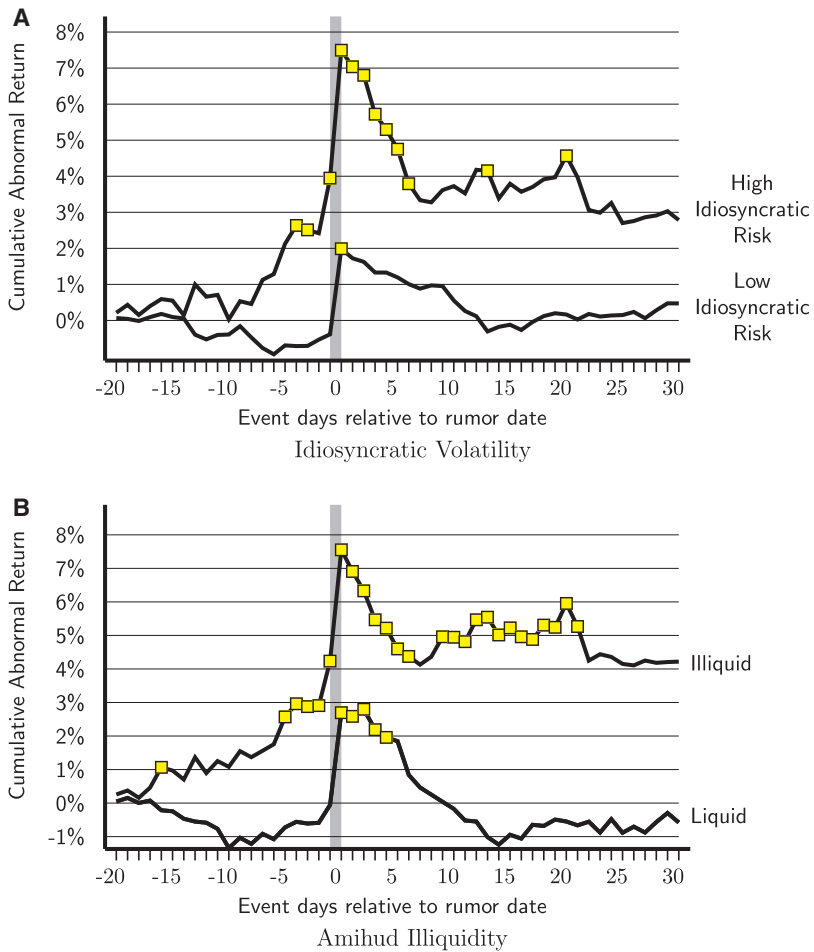 A
Cumulative Abnormal Return
8%
7%
6%
5%
4%
3%
2%
1%
0%
High
Idiosyncratic
Risk
Low
Idiosyncratic
Risk
-20 -15 -10 -5 0 5 10 15 20 25 30
Event days relative to rumor date
Idiosyncratic Volatility
B
Cumulative Abnormal Return
8%
7%
6%
5%
4%
3%
2%
1%
0%
-1%
Illiquid
Liquid
-20 -15 -10 -5 0 5 10 15 20 25 30
Event days relative to rumor date
Amihud Illiquidity